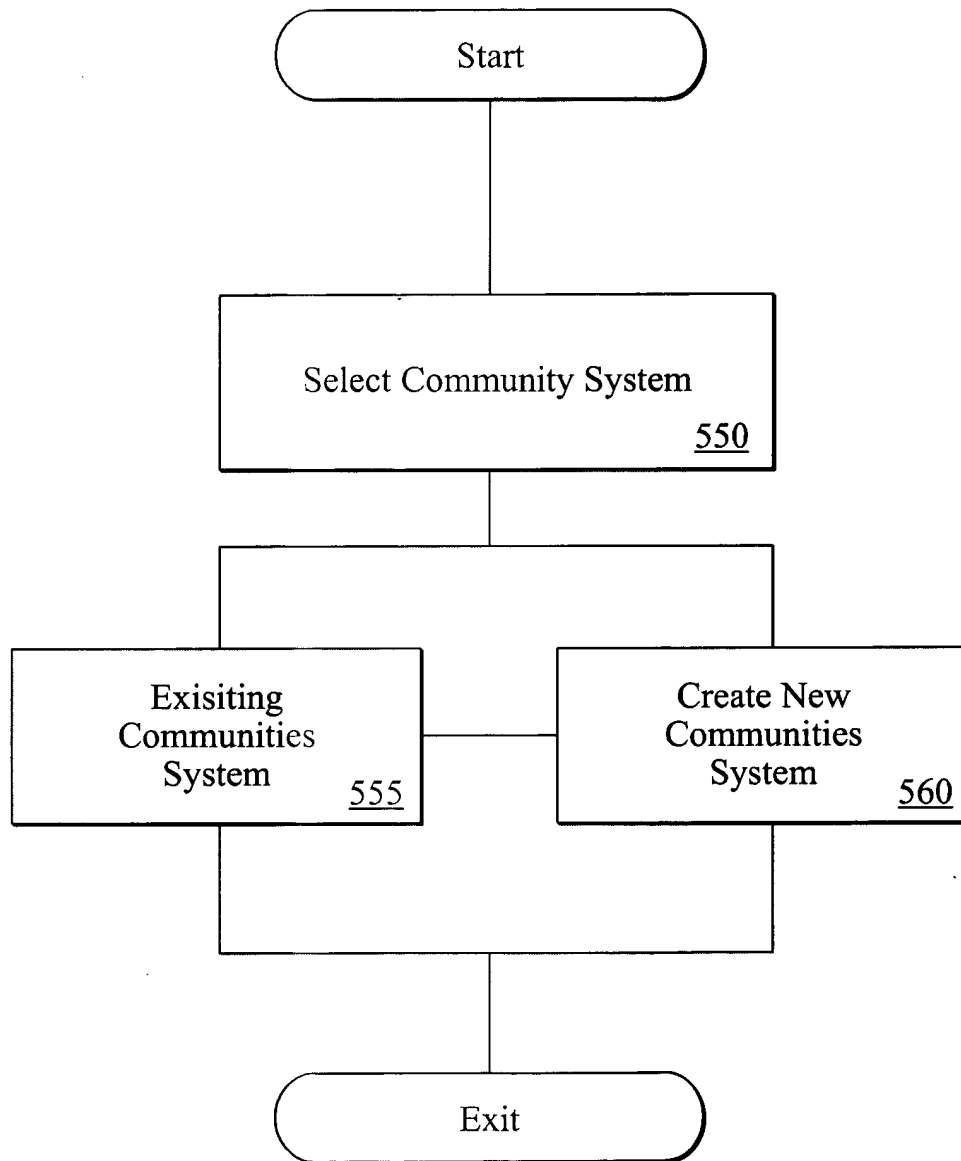 Start
Select Community System
550
Exisiting
Communities
System
555
Create New
Communities
System
560
Exit